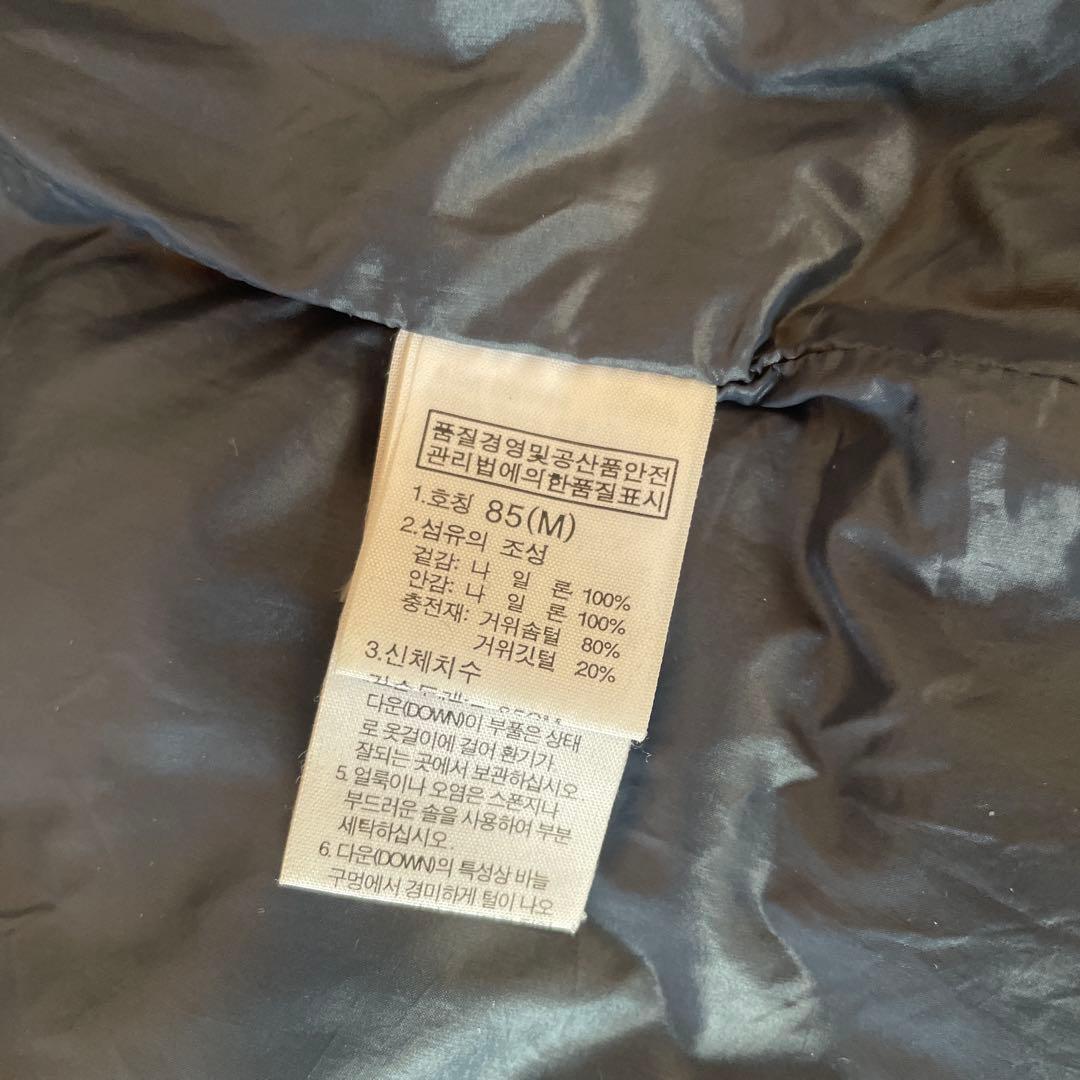 품질경영및공산품안전
관리법에의한품질표시
1.호칭 85(M)
2.섬유의 조성
겉감: 나 일 론 100%
안감: 나 일 론 100%
충전재: 거위솜털 80%
거위깃털 20%
3.신체치수
다운(DOWN)이 부풀은 상태
로 옷걸이에 걸어 환기가
잘되는 곳에서 보관하십시오.
5. 얼룩이나 오염은 스폰지나
부드러운 솔을 사용하여 부분
세탁하십시오.
6. 다운(DOWN)의 특성상 바늘
구멍에서 경미하게 털이 나오